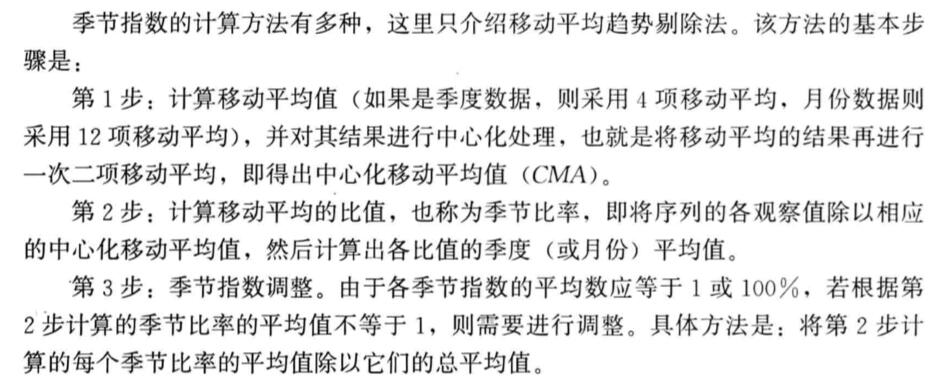 季节指数的计算方法有多种，这里只介绍移动平均趋势剔除法。该方法的基本步
骤是：
第 1 步：计算移动平均值（如果是季度数据，则采用 4 项移动平均，月份数据则
采用 12 项移动平均），并对其结果进行中心化处理，也就是将移动平均的结果再进行
一次二项移动平均，即得出中心化移动平均值（CMA）。
第 2 步：计算移动平均的比值，也称为季节比率，即将序列的各观察值除以相应
的中心化移动平均值，然后计算出各比值的季度（或月份）平均值。
第 3 步：季节指数调整。由于各季节指数的平均数应等于 1 或 100%，若根据第
2 步计算的季节比率的平均值不等于 1，则需要进行调整。具体方法是：将第 2 步计
算的每个季节比率的平均值除以它们的总平均值。